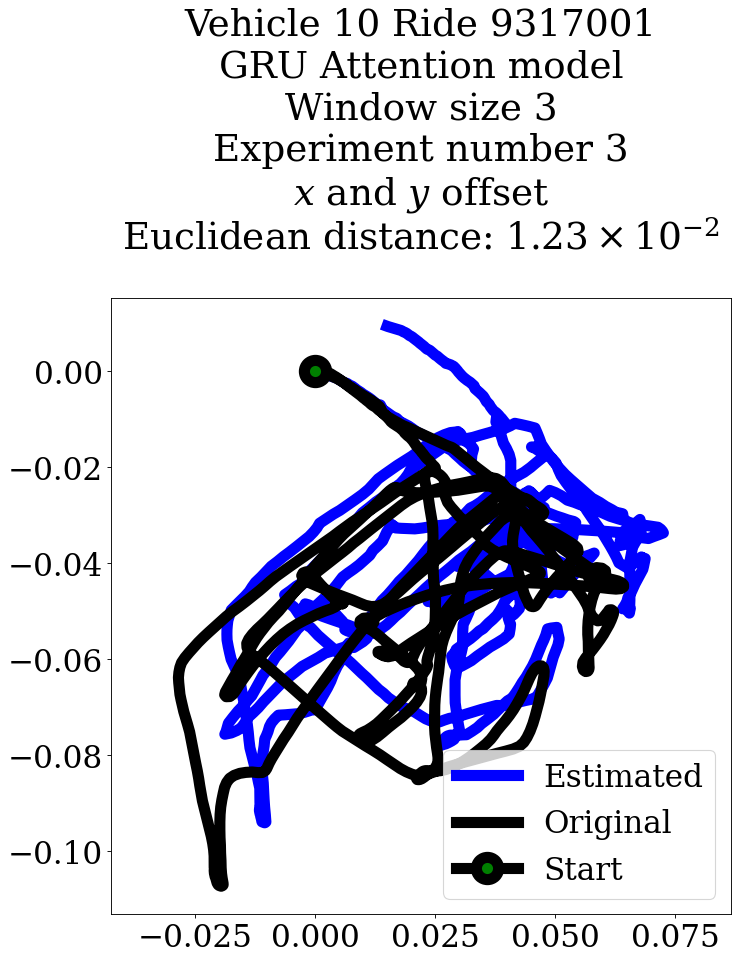 Vehicle 10 Ride 9317001
GRU Attention model
Window size 3
Experiment number 3
x and y offset
Euclidean distance: 1.23 × 10⁻²
0.00
−0.02
−0.04
−0.06
−0.08
−0.10
Estimated
Original
Start
−0.025 0.000 0.025 0.050 0.075